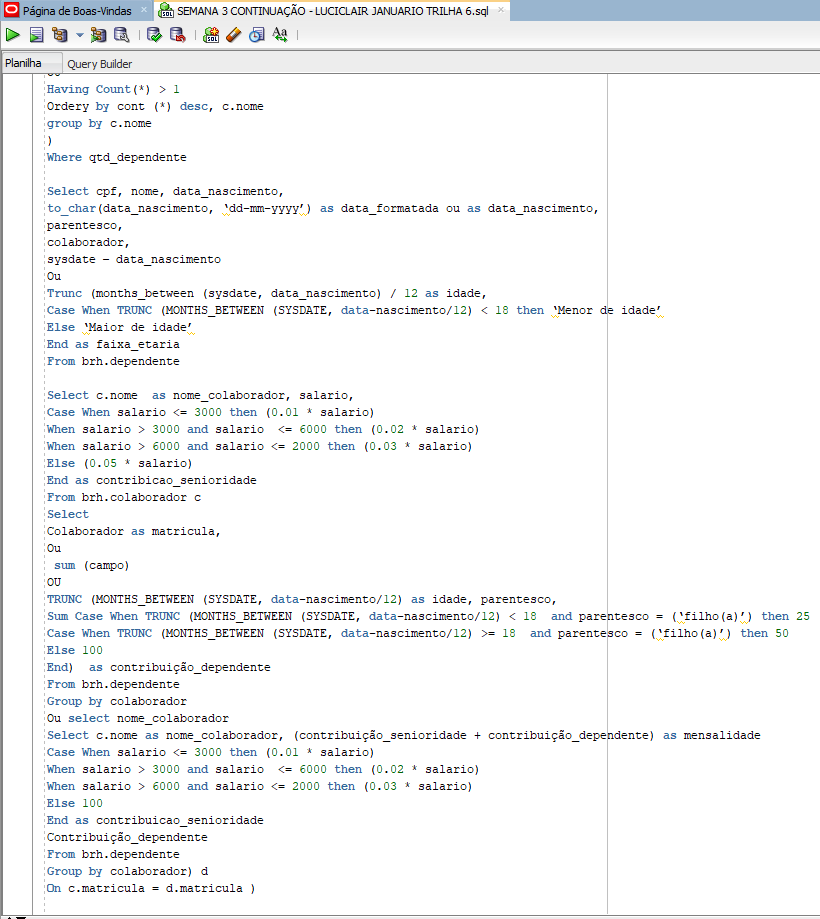 Página de Boas-Vindas
SEMANA 3 CONTINUAÇÃO - LUCICLAIR JANUARIO TRILHA 6.sql
Planilha
Query Builder
Having Count(*) > 1
Ordery by cont (*) desc, c.nome
group by c.nome
)
Where qtd_dependente
Select cpf, nome, data_nascimento,
to_char(data_nascimento, ‘dd-mm-yyyy’) as data_formatada ou as data_nascimento,
parentesco,
colaborador,
sysdate – data_nascimento
Ou
Trunc (months_between (sysdate, data_nascimento) / 12 as idade,
Case When TRUNC (MONTHS_BETWEEN (SYSDATE, data-nascimento/12) < 18 then ‘Menor de idade’
Else ‘Maior de idade’
End as faixa_etaria
From brh.dependente
Select c.nome  as nome_colaborador, salario,
Case When salario <= 3000 then (0.01 * salario)
When salario > 3000 and salario  <= 6000 then (0.02 * salario)
When salario > 6000 and salario <= 2000 then (0.03 * salario)
Else (0.05 * salario)
End as contribicao_senioridade
From brh.colaborador c
Select
Colaborador as matricula,
Ou
sum (campo)
OU
TRUNC (MONTHS_BETWEEN (SYSDATE, data-nascimento/12) as idade, parentesco,
Sum Case When TRUNC (MONTHS_BETWEEN (SYSDATE, data-nascimento/12) < 18  and parentesco = (‘filho(a)’) then 25
Case When TRUNC (MONTHS_BETWEEN (SYSDATE, data-nascimento/12) >= 18  and parentesco = (‘filho(a)’) then 50
Else 100
End)  as contribuição_dependente
From brh.dependente
Group by colaborador
Ou select nome_colaborador
Select c.nome as nome_colaborador, (contribuição_senioridade + contribuição_dependente) as mensalidade
Case When salario <= 3000 then (0.01 * salario)
When salario > 3000 and salario  <= 6000 then (0.02 * salario)
When salario > 6000 and salario <= 2000 then (0.03 * salario)
Else 100
End as contribuicao_senioridade
Contribuição_dependente
From brh.dependente
Group by colaborador) d
On c.matricula = d.matricula )